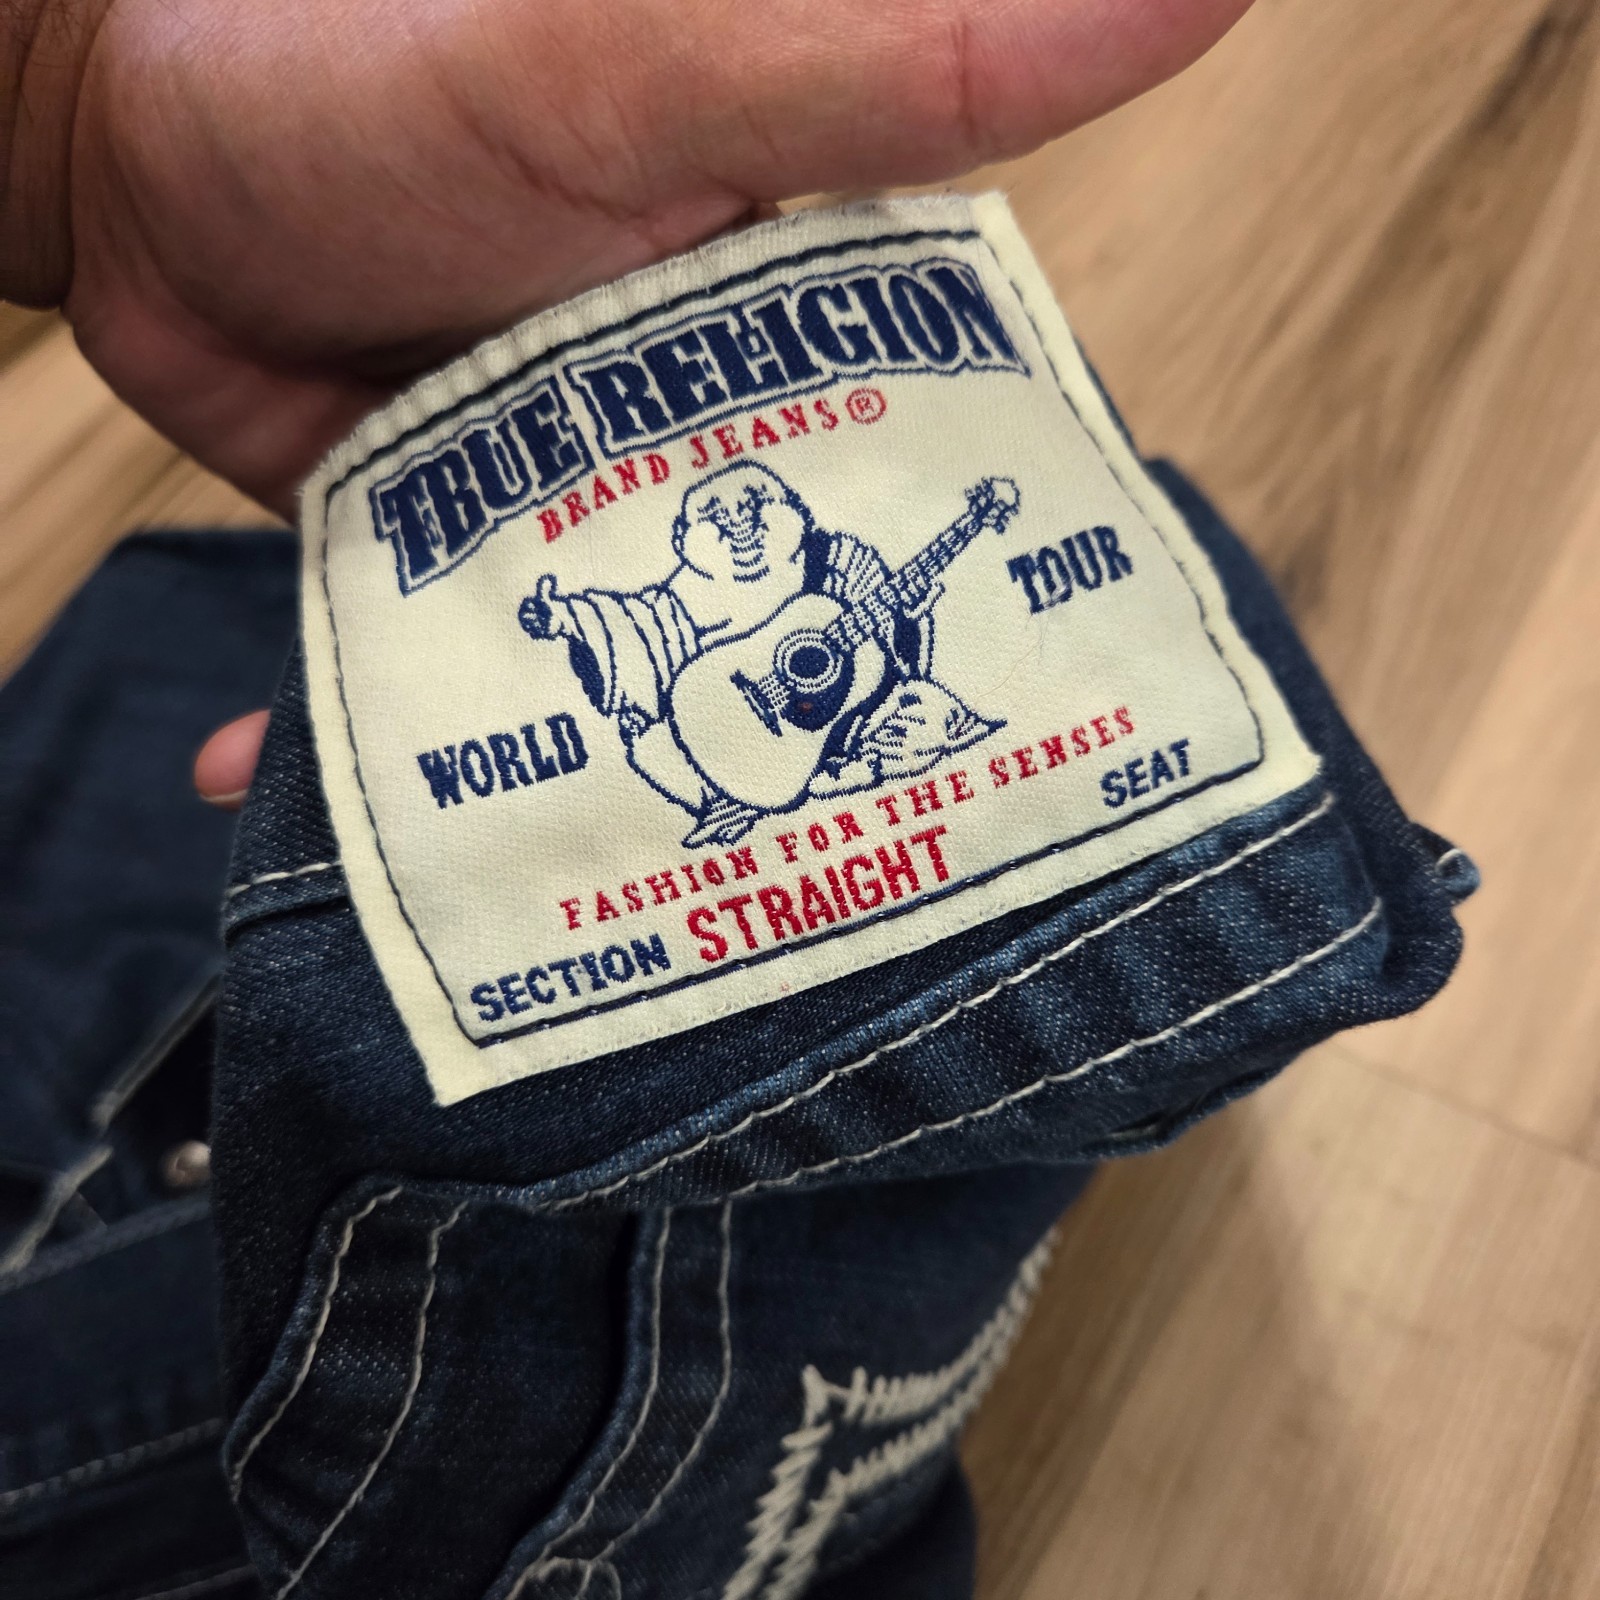 TRUE RELIGION
BRAND JEANS®
WORLD TOUR
FASHION FOR THE SENSES
SECTION STRAIGHT SEAT